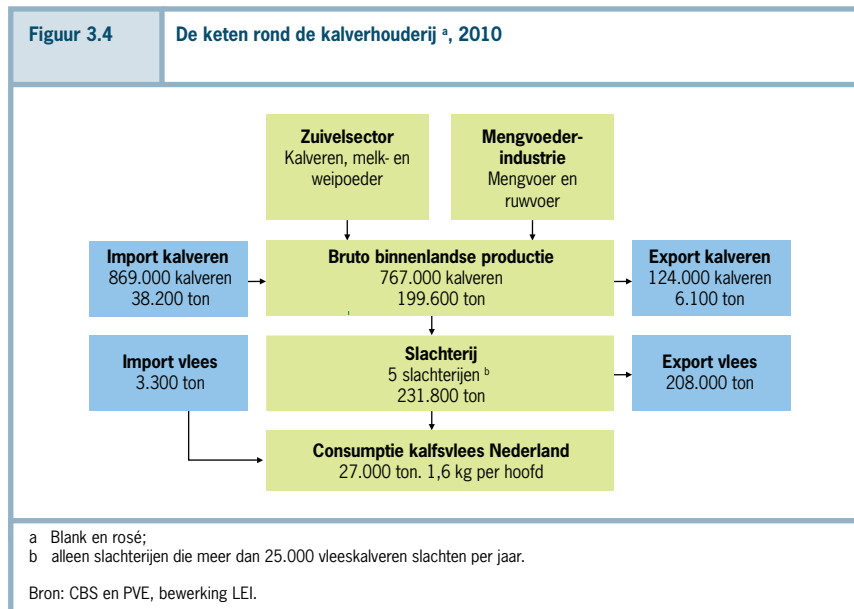 Figuur 3.4
De keten rond de kalverhouderij ᵃ, 2010
Zuivelsector
Kalveren, melk- en
weipoeder
Mengvoeder-
industrie
Mengvoer en
ruwvoer
Import kalveren
869.000 kalveren
38.200 ton
Bruto binnenlandse productie
767.000 kalveren
199.600 ton
Export kalveren
124.000 kalveren
6.100 ton
Import vlees
3.300 ton
Slachterij
5 slachterijen ᵇ
231.800 ton
Export vlees
208.000 ton
Consumptie kalfsvlees Nederland
27.000 ton. 1,6 kg per hoofd
a Blank en rosé;
b alleen slachterijen die meer dan 25.000 vleeskalveren slachten per jaar.
Bron: CBS en PVE, bewerking LEI.